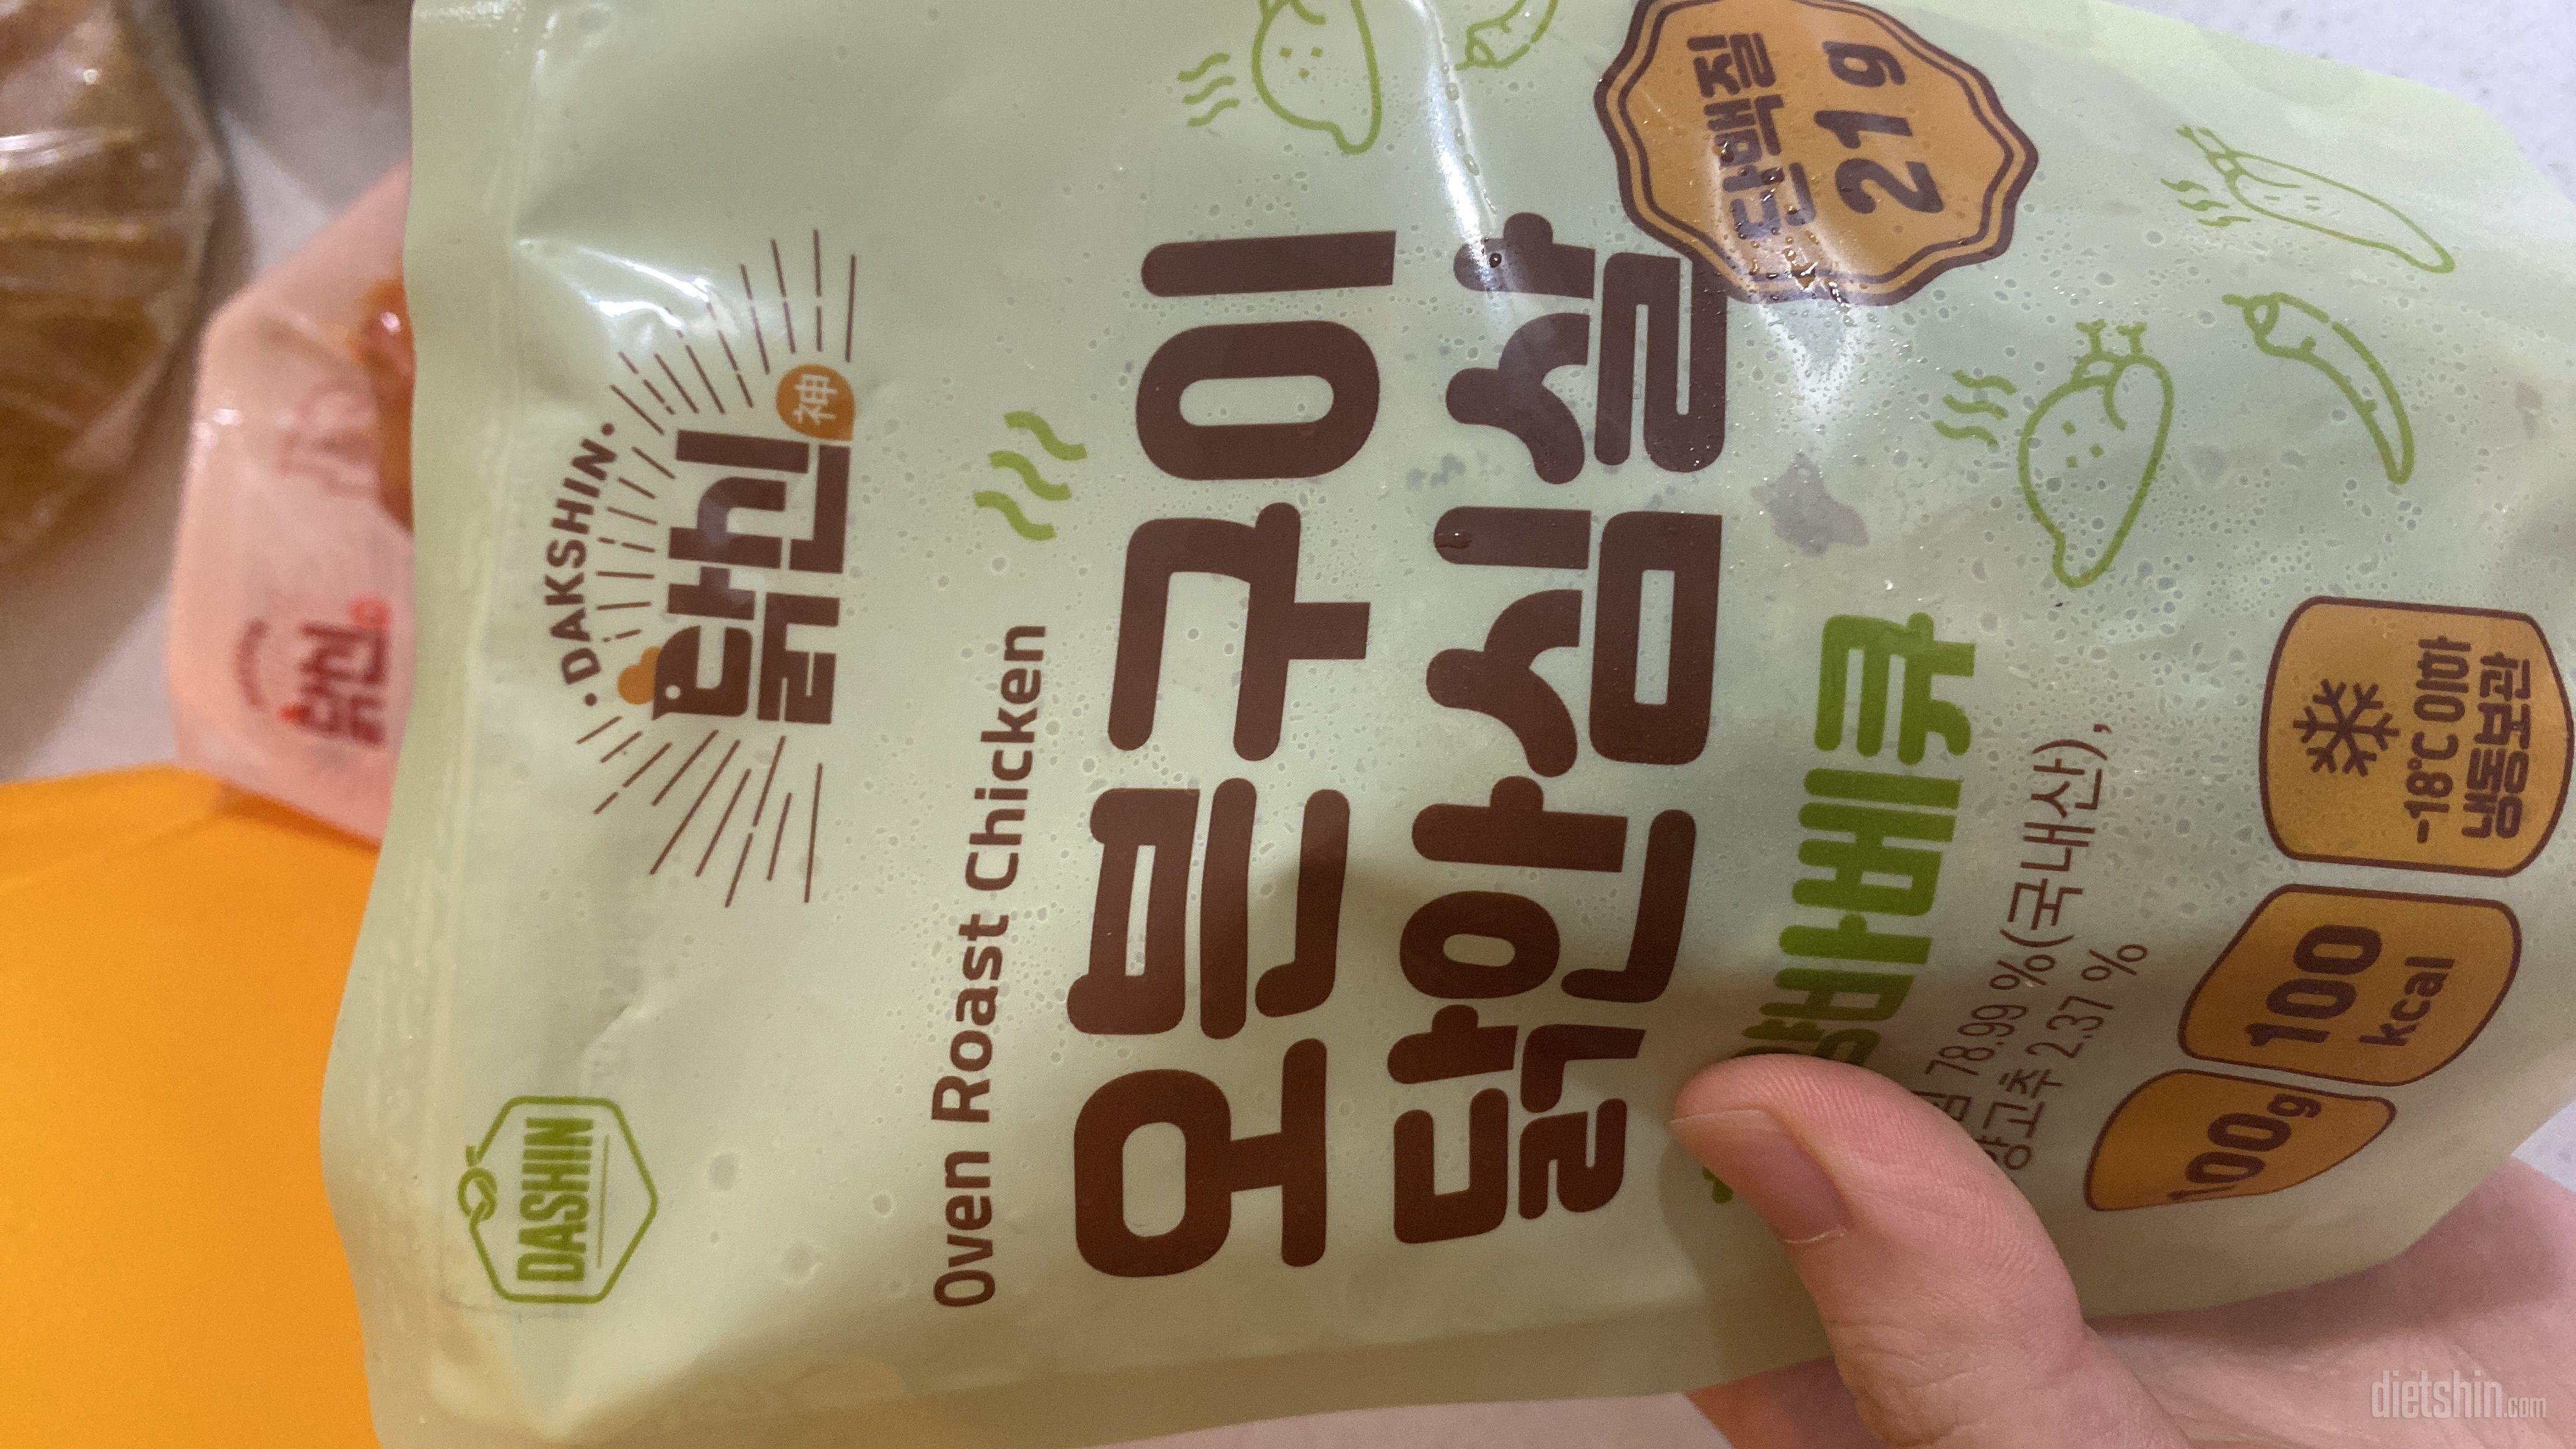 DASHIN
·DAKSHIN·
닭신
神
Oven Roast Chicken
오븐구이
닭안심살
바베큐
78.99 %(국내산),
고추 2.37 %
단백질
21g
100g
100
kcal
-18℃ 이하
냉동보관
닭신
dietshin.com